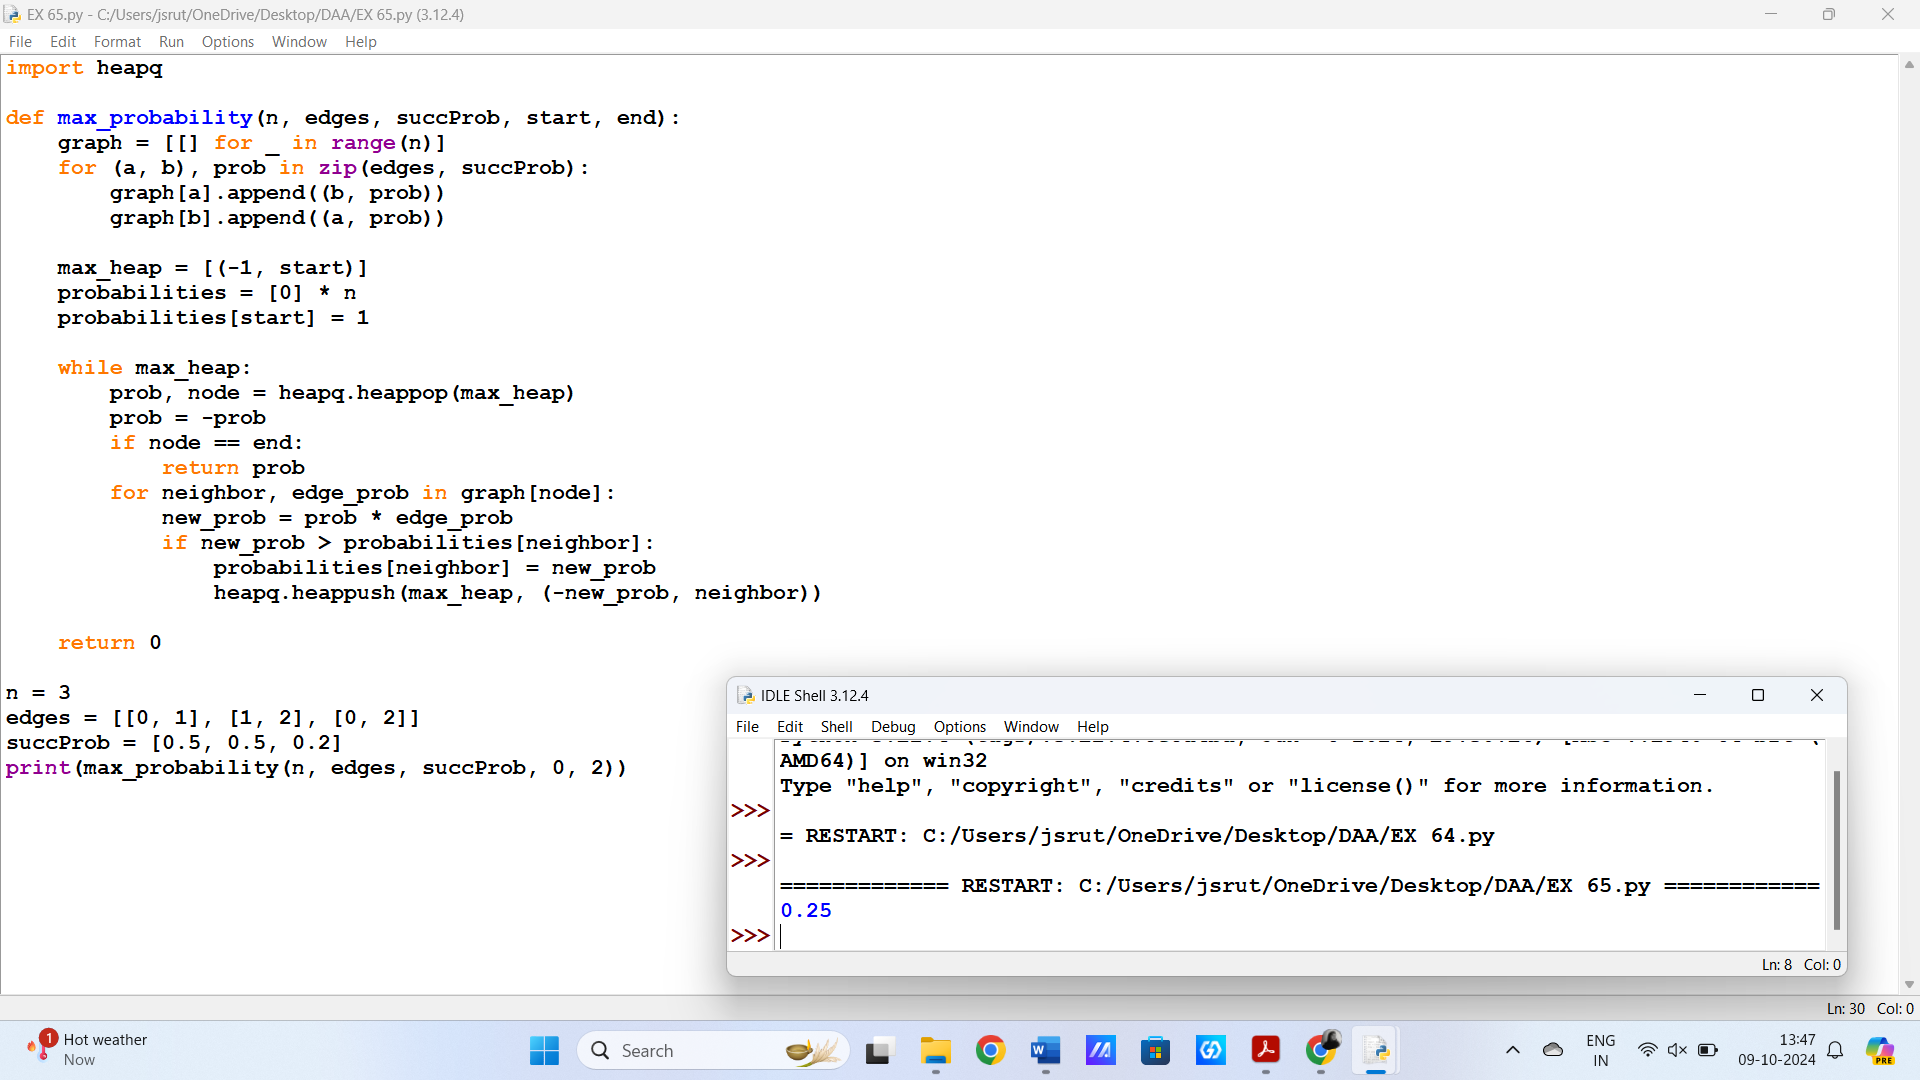 EX 65.py - C:/Users/jsrut/OneDrive/Desktop/DAA/EX 65.py (3.12.4)
File Edit Format Run Options Window Help
import heapq
def max_probability(n, edges, succProb, start, end):
    graph = [[] for _ in range(n)]
    for (a, b), prob in zip(edges, succProb):
        graph[a].append((b, prob))
        graph[b].append((a, prob))
    max_heap = [(-1, start)]
    probabilities = [0] * n
    probabilities[start] = 1
    while max_heap:
        prob, node = heapq.heappop(max_heap)
        prob = -prob
        if node == end:
            return prob
        for neighbor, edge_prob in graph[node]:
            new_prob = prob * edge_prob
            if new_prob > probabilities[neighbor]:
                probabilities[neighbor] = new_prob
                heapq.heappush(max_heap, (-new_prob, neighbor))
    return 0
n = 3
edges = [[0, 1], [1, 2], [0, 2]]
succProb = [0.5, 0.5, 0.2]
print(max_probability(n, edges, succProb, 0, 2))
IDLE Shell 3.12.4
File Edit Shell Debug Options Window Help
AMD64)] on win32
Type "help", "copyright", "credits" or "license()" for more information.
>>>
= RESTART: C:/Users/jsrut/OneDrive/Desktop/DAA/EX 64.py
>>>
============= RESTART: C:/Users/jsrut/OneDrive/Desktop/DAA/EX 65.py ============
0.25
>>>
Ln: 8 Col: 0
Ln: 30 Col: 0
1
Hot weather
Now
Search
W
PRE
ENG
IN
13:47
09-10-2024